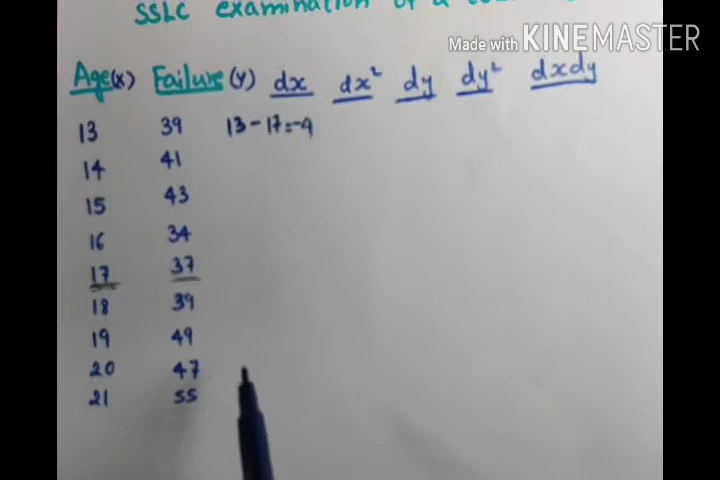 SSLC examination of a
Made with KINEMASTER
Age(x) Failure (y) dx dx² dy dy² dxdy
13 39 13-17=-4
14 41
15 43
16 34
17 37
18 39
19 49
20 47
21 55